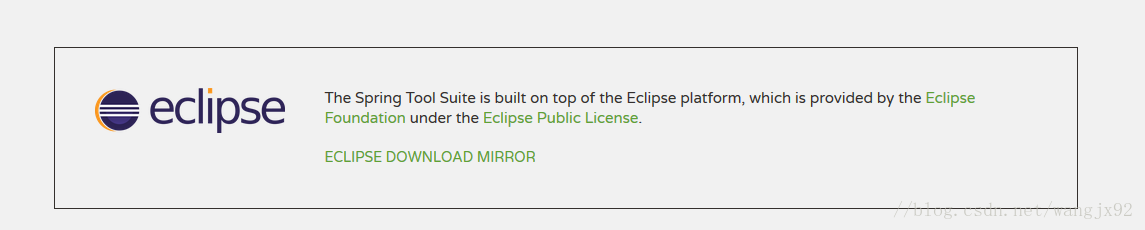 eclipse
The Spring Tool Suite is built on top of the Eclipse platform, which is provided by the Eclipse
Foundation under the Eclipse Public License.
ECLIPSE DOWNLOAD MIRROR
//blog.csdn.net/wangjx92